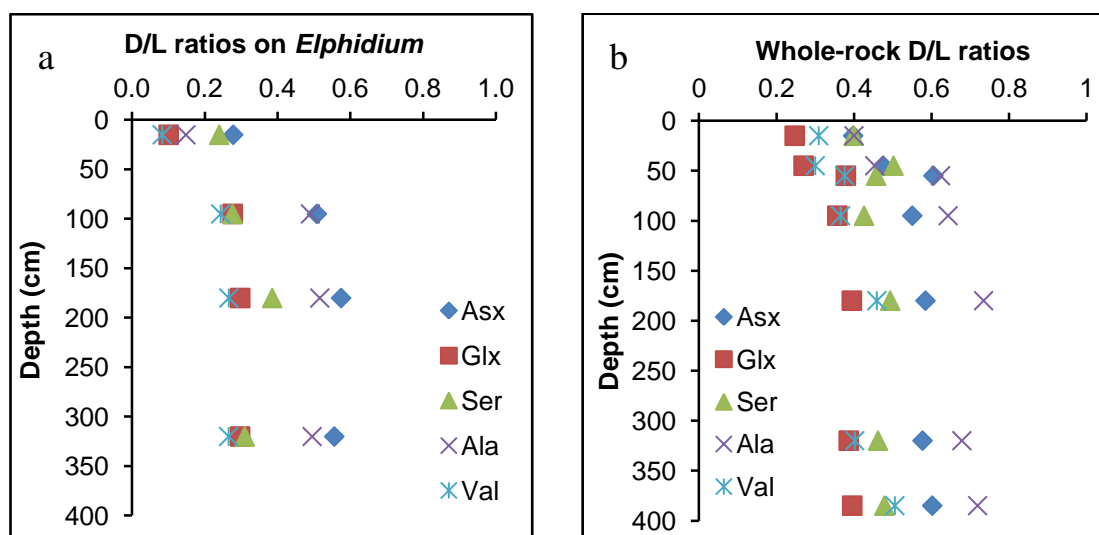 a
D/L ratios on Elphidium
0.0 0.2 0.4 0.6 0.8 1.0
0
50
100
150
200
250
300
350
400
Depth (cm)
Asx
Glx
Ser
Ala
Val
b
Whole-rock D/L ratios
0 0.2 0.4 0.6 0.8 1
0
50
100
150
200
250
300
350
400
Depth (cm)
Asx
Glx
Ser
Ala
Val